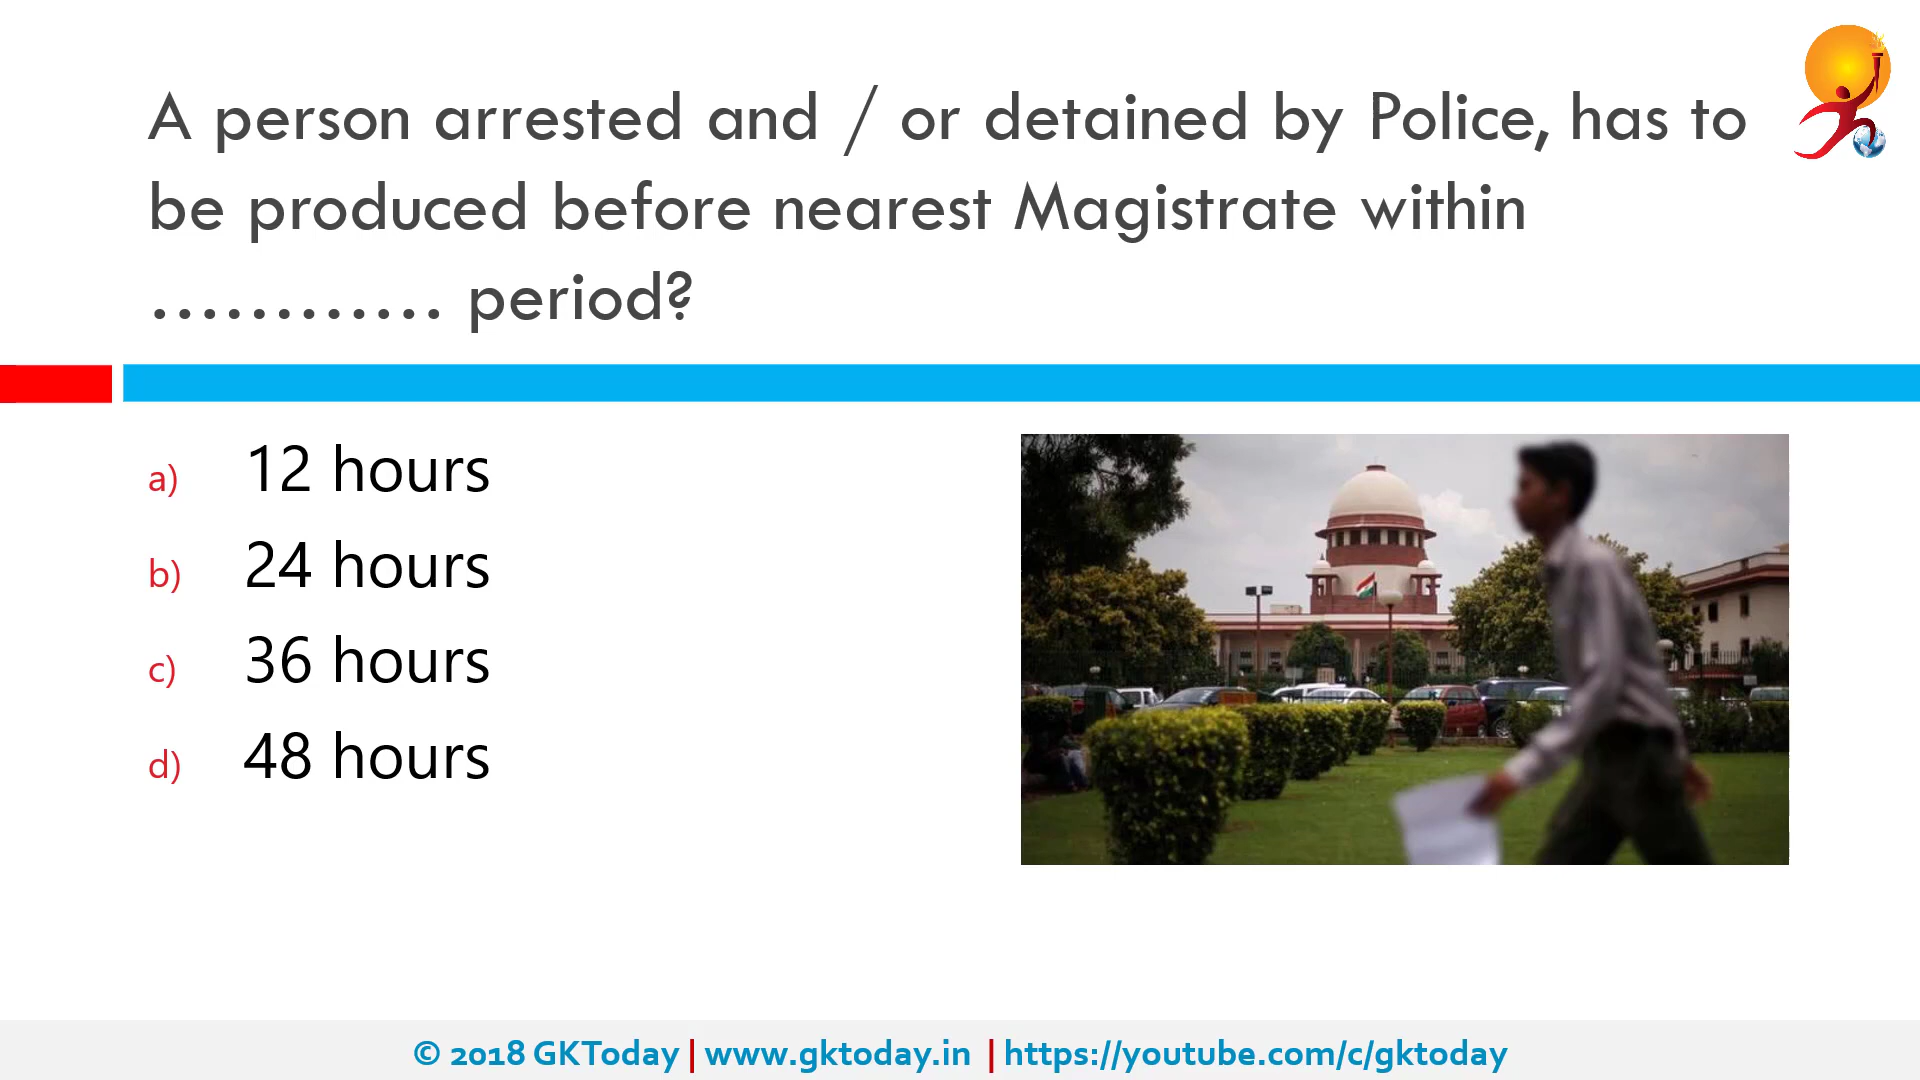 A person arrested and / or detained by Police, has to
be produced before nearest Magistrate within
............ period?
a) 12 hours
b) 24 hours
c) 36 hours
d) 48 hours
© 2018 GKToday | www.gktoday.in | https://youtube.com/c/gktoday